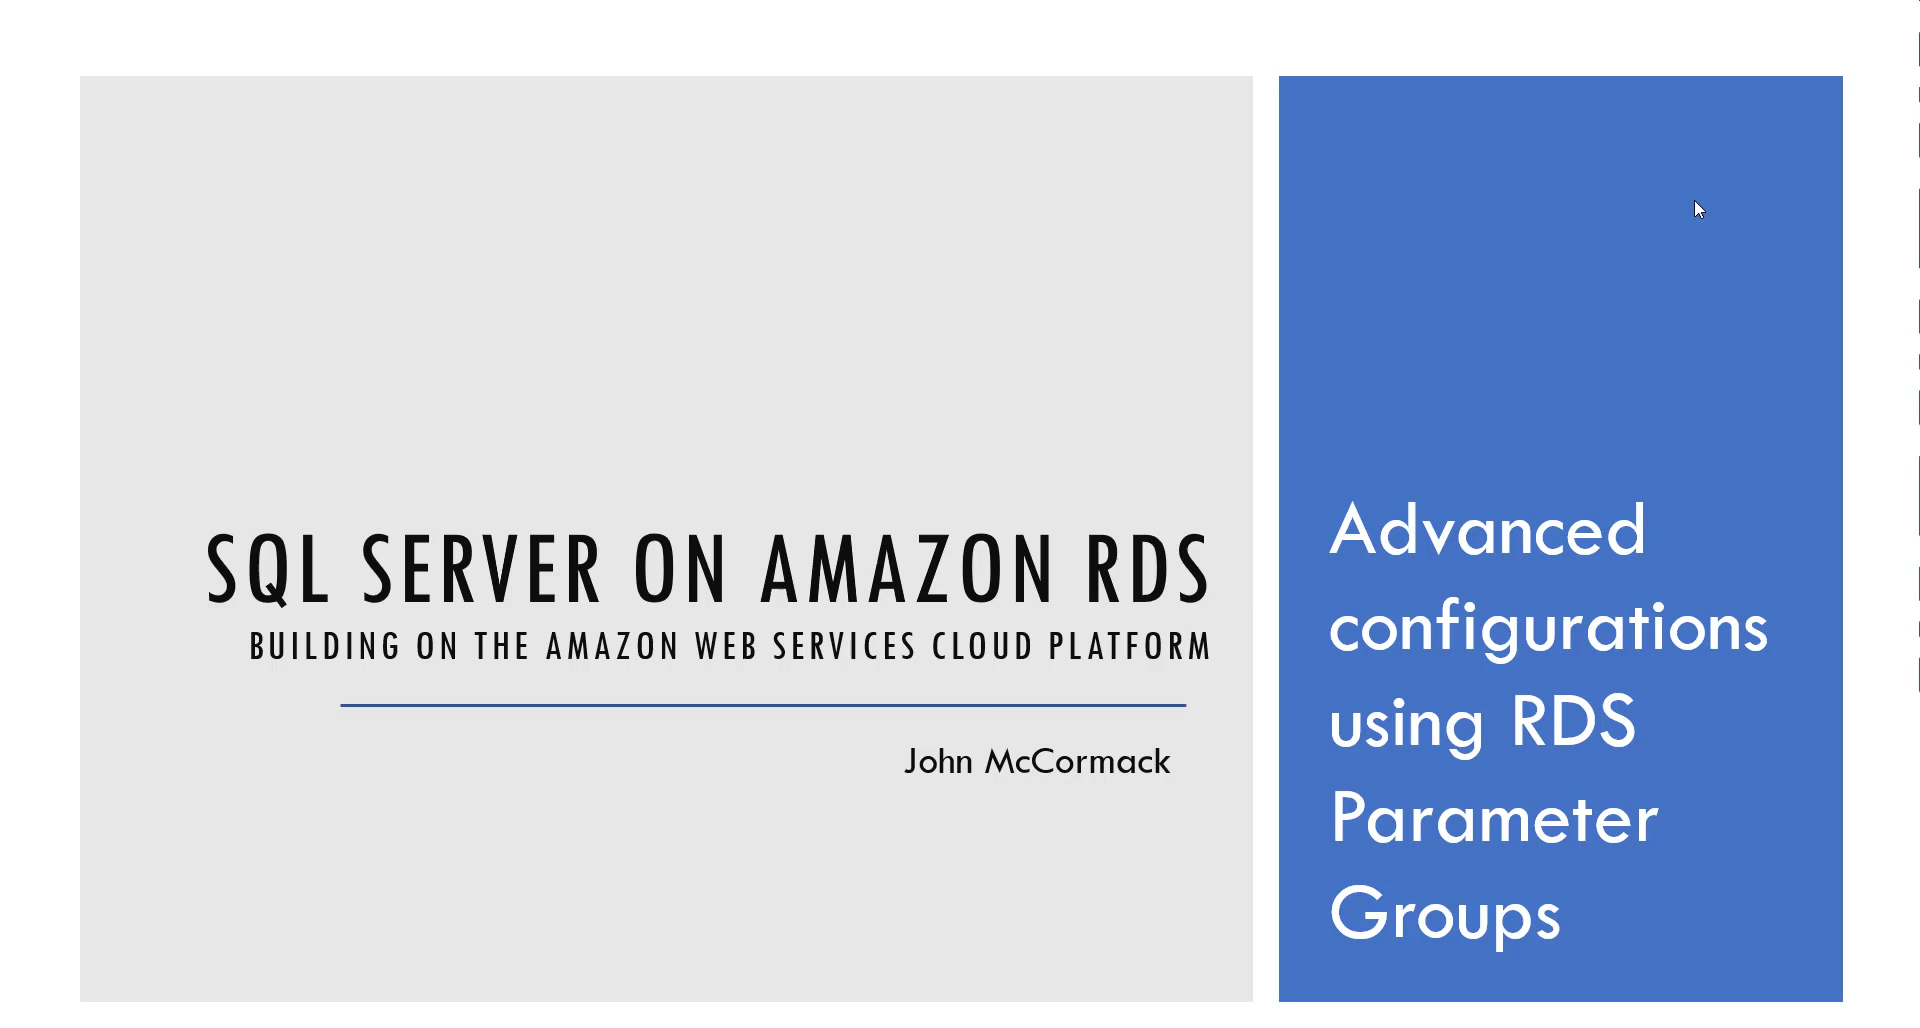 SQL SERVER ON AMAZON RDS
BUILDING ON THE AMAZON WEB SERVICES CLOUD PLATFORM
John McCormack
Advanced
configurations
using RDS
Parameter
Groups